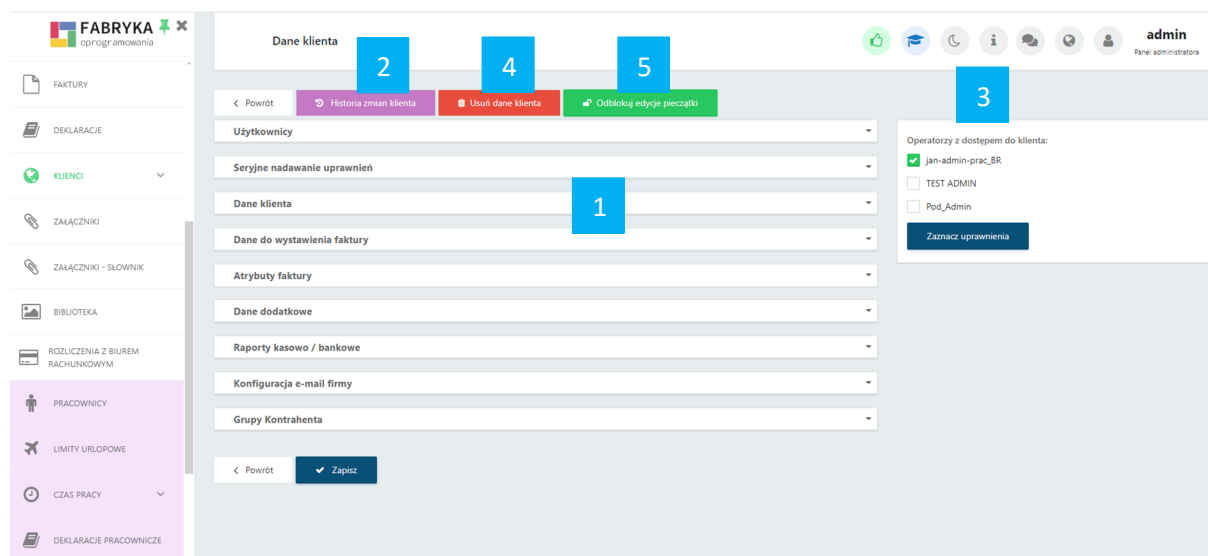 FABRYKA
oprogramowania
FAKTURY
DEKLARACJE
KLIENCI
ZAŁĄCZNIKI
ZAŁĄCZNIKI - SŁOWNIK
BIBLIOTEKA
ROZLICZENIA Z BIUREM
RACHUNKOWYM
PRACOWNICY
LIMITY URLOPOWE
CZAS PRACY
DEKLARACJE PRACOWNICZE
Dane klienta
admin
Panel administratora
2
4
5
3
Powrót
Historia zmian klienta
Usuń dane klienta
Odblokuj edycje pieczątki
Użytkownicy
Seryjne nadawanie uprawnień
Dane klienta
1
Dane do wystawienia faktury
Atrybuty faktury
Dane dodatkowe
Raporty kasowo / bankowe
Konfiguracja e-mail firmy
Grupy Kontrahenta
Powrót
Zapisz
Operatorzy z dostępem do klienta:
jan-admin-prac_BR
TEST ADMIN
Pod_Admin
Zaznacz uprawnienia